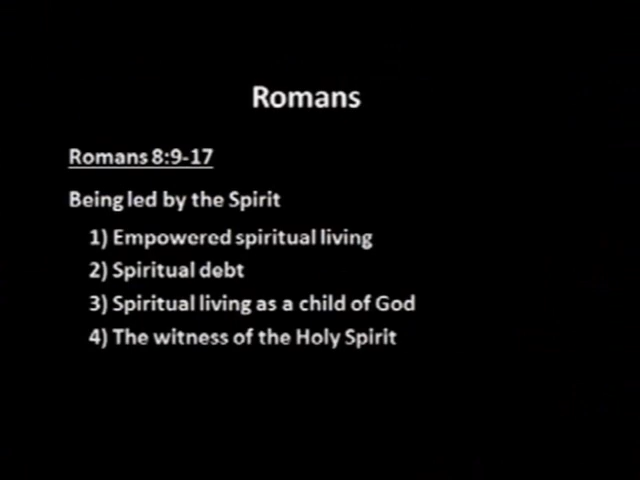 Romans
Romans 8:9-17
Being led by the Spirit
1) Empowered spiritual living
2) Spiritual debt
3) Spiritual living as a child of God
4) The witness of the Holy Spirit